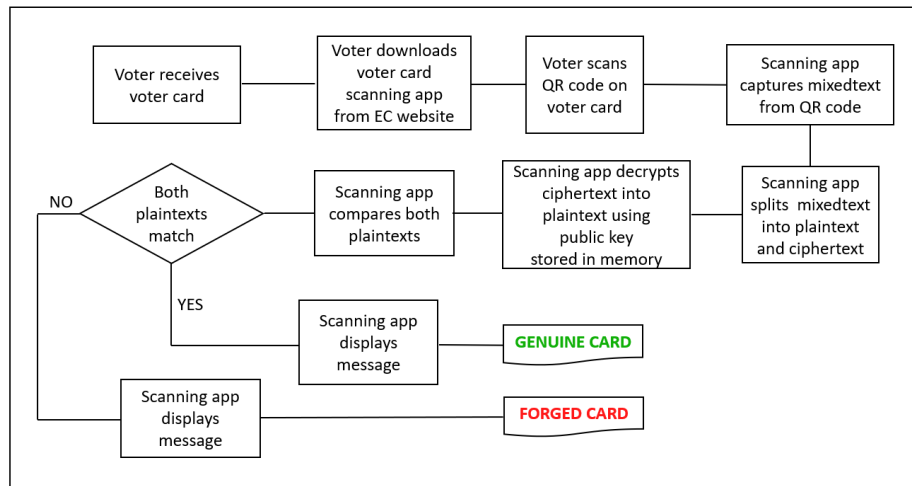 Voter receives
voter card
Voter downloads
voter card
scanning app
from EC website
Voter scans
QR code on
voter card
Scanning app
captures mixedtext
from QR code
Scanning app
splits mixedtext
into plaintext
and ciphertext
Scanning app decrypts
ciphertext into
plaintext using
public key
stored in memory
Scanning app
compares both
plaintexts
Both
plaintexts
match
NO
YES
Scanning app
displays
message
GENUINE CARD
Scanning app
displays
message
FORGED CARD